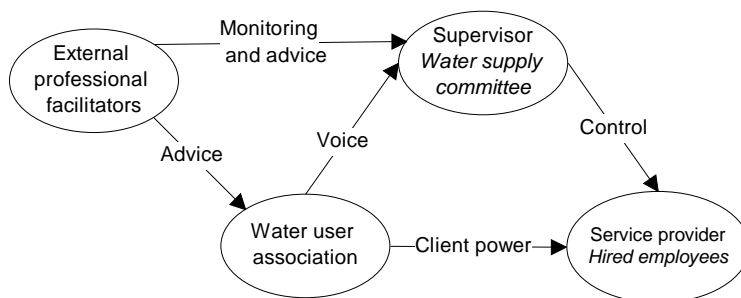 External
professional
facilitators
Monitoring
and advice
Supervisor
Water supply
committee
Advice
Voice
Control
Water user
association
Client power
Service provider
Hired employees